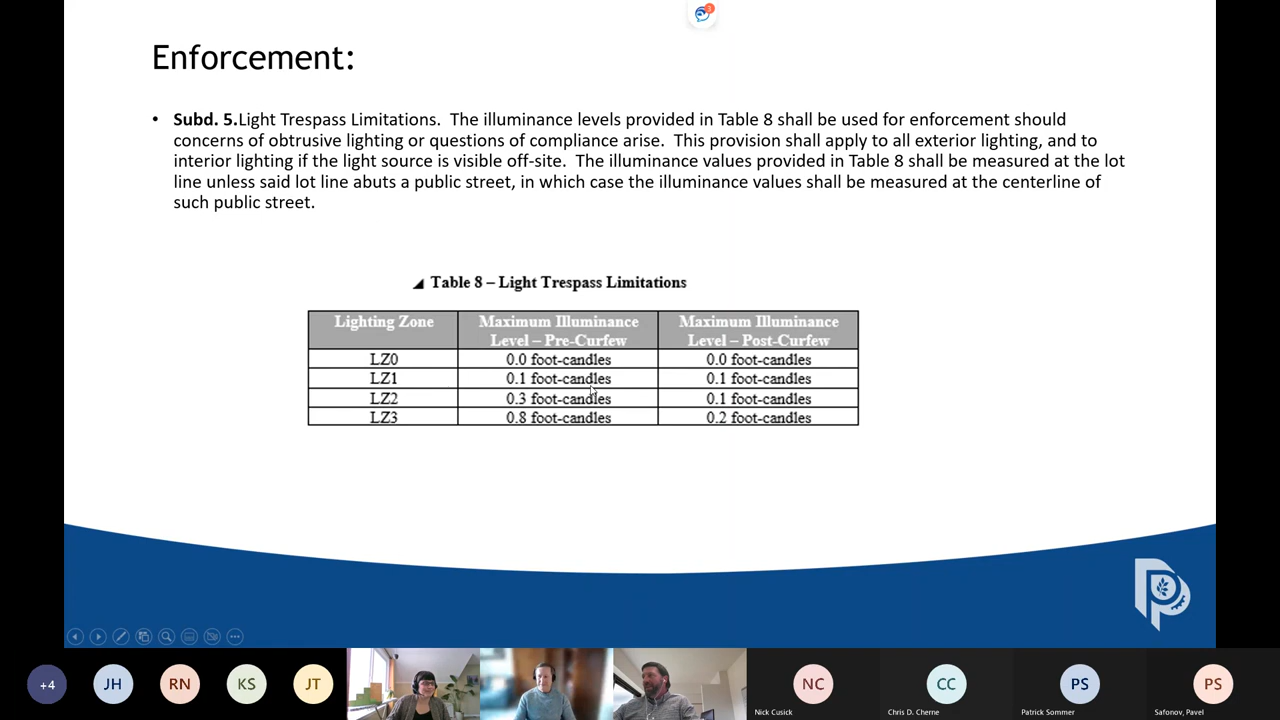 3
Enforcement:
• Subd. 5.Light Trespass Limitations.  The illuminance levels provided in Table 8 shall be used for enforcement should
concerns of obtrusive lighting or questions of compliance arise.  This provision shall apply to all exterior lighting, and to
interior lighting if the light source is visible off-site.  The illuminance values provided in Table 8 shall be measured at the lot
line unless said lot line abuts a public street, in which case the illuminance values shall be measured at the centerline of
such public street.
Table 8 – Light Trespass Limitations
Lighting Zone Maximum Illuminance Level – Pre-Curfew Maximum Illuminance Level – Post-Curfew
LZ0 0.0 foot-candles 0.0 foot-candles
LZ1 0.1 foot-candles 0.1 foot-candles
LZ2 0.3 foot-candles 0.1 foot-candles
LZ3 0.8 foot-candles 0.2 foot-candles
+4 JH RN KS JT NC CC PS PS
Nick Cusick Chris D. Cherne Patrick Sommer Safonov, Pavel